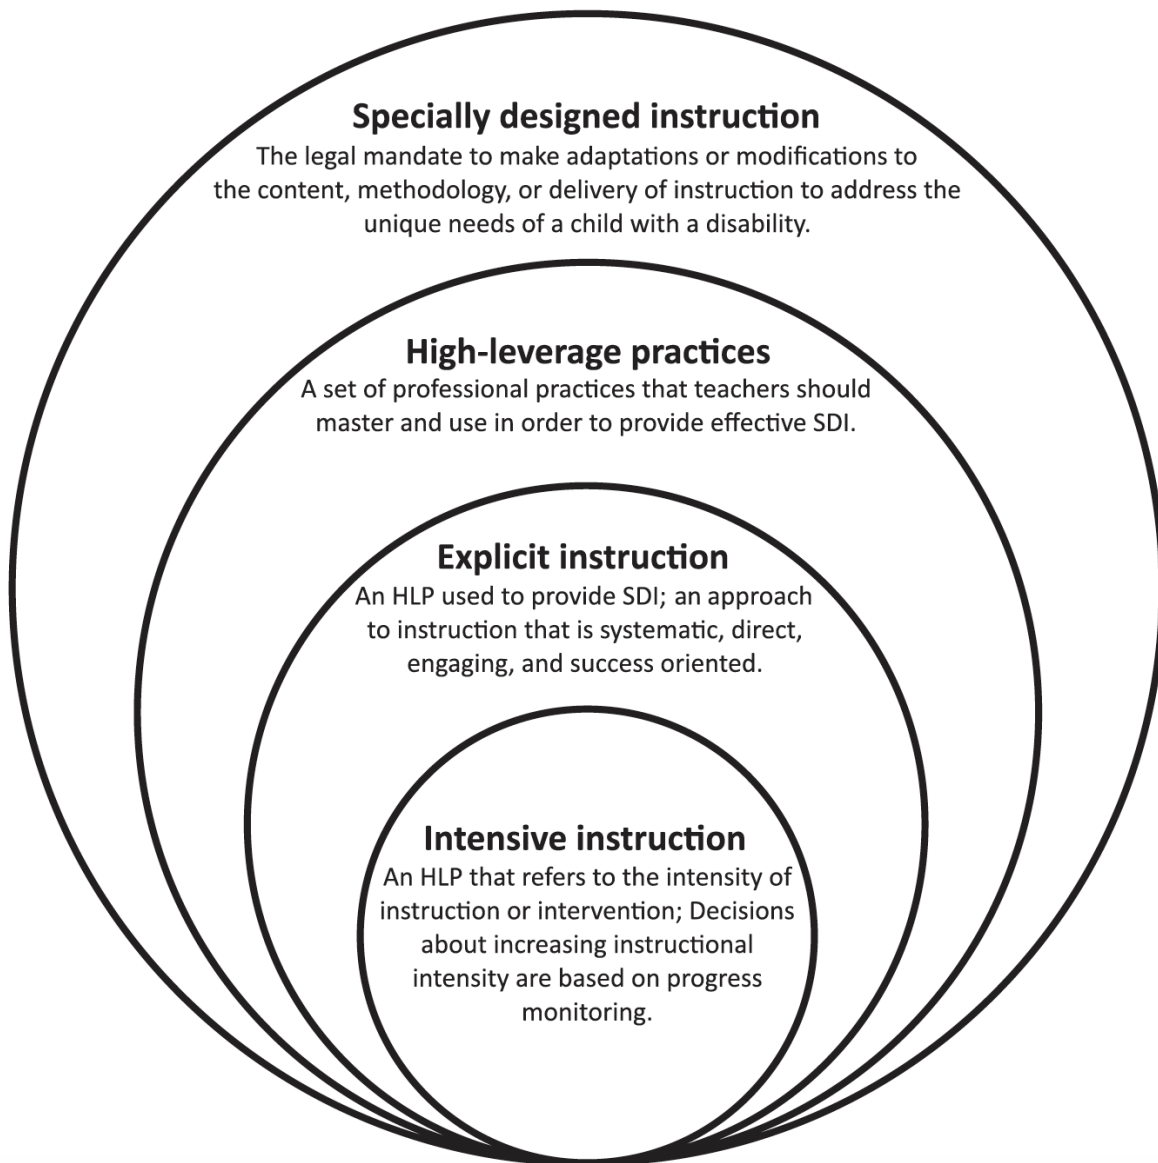 Specially designed instruction
The legal mandate to make adaptations or modifications to
the content, methodology, or delivery of instruction to address the
unique needs of a child with a disability.
High-leverage practices
A set of professional practices that teachers should
master and use in order to provide effective SDI.
Explicit instruction
An HLP used to provide SDI; an approach
to instruction that is systematic, direct,
engaging, and success oriented.
Intensive instruction
An HLP that refers to the intensity of
instruction or intervention; Decisions
about increasing instructional
intensity are based on progress
monitoring.